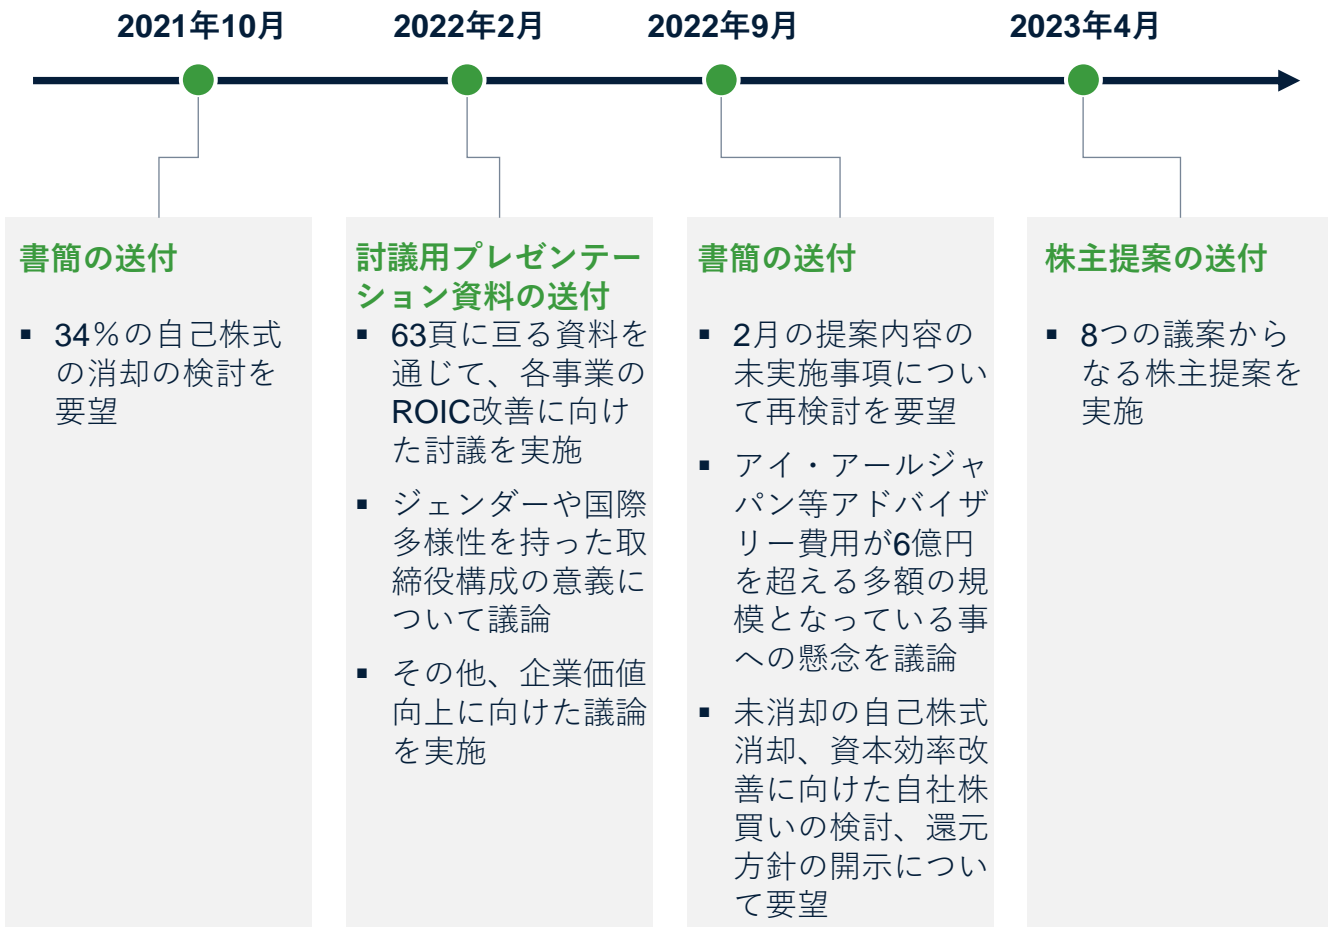 2021年10月
2022年2月
2022年9月
2023年4月
書簡の送付
▪ 34％の自己株式
の消却の検討を
要望
討議用プレゼンテー
ション資料の送付
▪ 63頁に亘る資料を
通じて、各事業の
ROIC改善に向け
た討議を実施
▪ ジェンダーや国際
多様性を持った取
締役構成の意義に
ついて議論
▪ その他、企業価値
向上に向けた議論
を実施
書簡の送付
▪ 2月の提案内容の
未実施事項につい
て再検討を要望
▪ アイ・アールジャ
パン等アドバイザ
リー費用が6億円
を超える多額の規
模となっている事
への懸念を議論
▪ 未消却の自己株式
消却、資本効率改
善に向けた自社株
買いの検討、還元
方針の開示につい
て要望
株主提案の送付
▪ 8つの議案から
なる株主提案を
実施